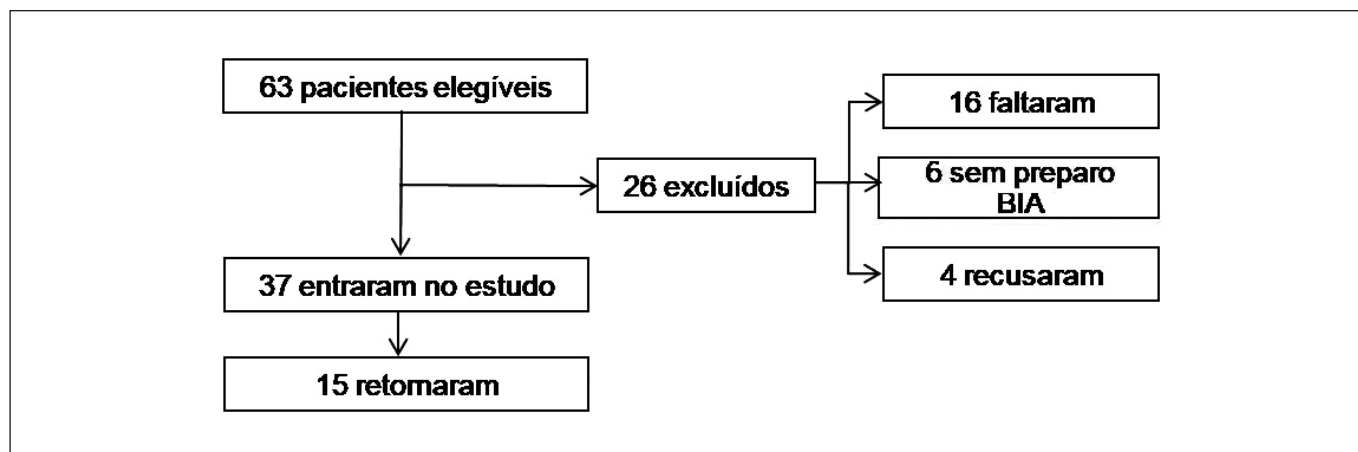 63 pacientes elegíveis
16 faltaram
26 excluídos
6 sem preparo
BIA
4 recusaram
37 entraram no estudo
15 retornaram